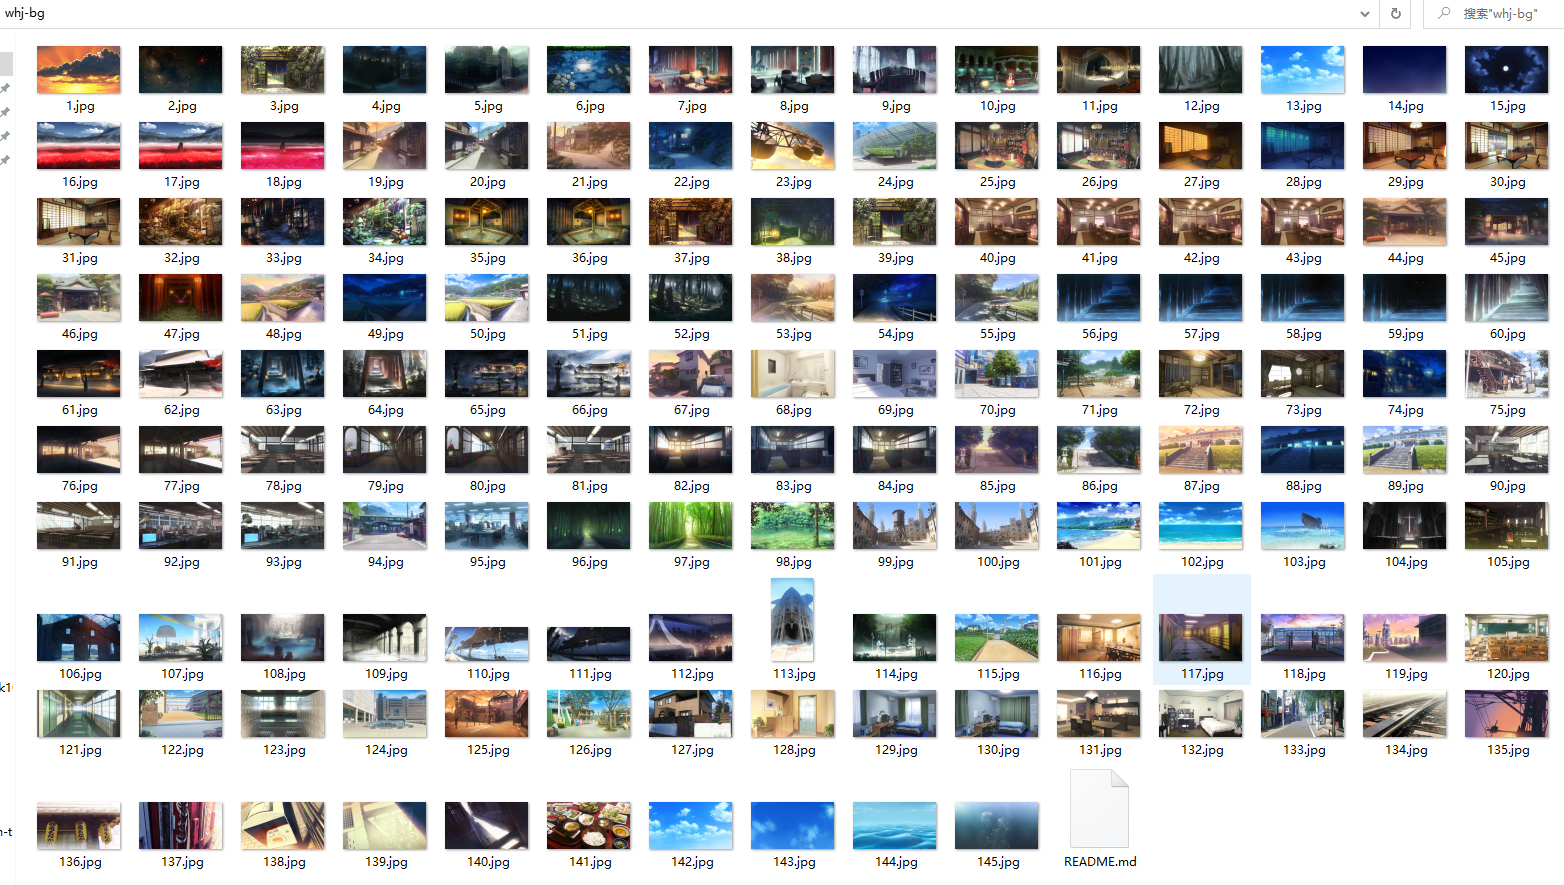 whj-bg
搜索"whj-bg"
1.jpg 2.jpg 3.jpg 4.jpg 5.jpg 6.jpg 7.jpg 8.jpg 9.jpg 10.jpg 11.jpg 12.jpg 13.jpg 14.jpg 15.jpg
16.jpg 17.jpg 18.jpg 19.jpg 20.jpg 21.jpg 22.jpg 23.jpg 24.jpg 25.jpg 26.jpg 27.jpg 28.jpg 29.jpg 30.jpg
31.jpg 32.jpg 33.jpg 34.jpg 35.jpg 36.jpg 37.jpg 38.jpg 39.jpg 40.jpg 41.jpg 42.jpg 43.jpg 44.jpg 45.jpg
46.jpg 47.jpg 48.jpg 49.jpg 50.jpg 51.jpg 52.jpg 53.jpg 54.jpg 55.jpg 56.jpg 57.jpg 58.jpg 59.jpg 60.jpg
61.jpg 62.jpg 63.jpg 64.jpg 65.jpg 66.jpg 67.jpg 68.jpg 69.jpg 70.jpg 71.jpg 72.jpg 73.jpg 74.jpg 75.jpg
76.jpg 77.jpg 78.jpg 79.jpg 80.jpg 81.jpg 82.jpg 83.jpg 84.jpg 85.jpg 86.jpg 87.jpg 88.jpg 89.jpg 90.jpg
91.jpg 92.jpg 93.jpg 94.jpg 95.jpg 96.jpg 97.jpg 98.jpg 99.jpg 100.jpg 101.jpg 102.jpg 103.jpg 104.jpg 105.jpg
106.jpg 107.jpg 108.jpg 109.jpg 110.jpg 111.jpg 112.jpg 113.jpg 114.jpg 115.jpg 116.jpg 117.jpg 118.jpg 119.jpg 120.jpg
121.jpg 122.jpg 123.jpg 124.jpg 125.jpg 126.jpg 127.jpg 128.jpg 129.jpg 130.jpg 131.jpg 132.jpg 133.jpg 134.jpg 135.jpg
136.jpg 137.jpg 138.jpg 139.jpg 140.jpg 141.jpg 142.jpg 143.jpg 144.jpg 145.jpg README.md